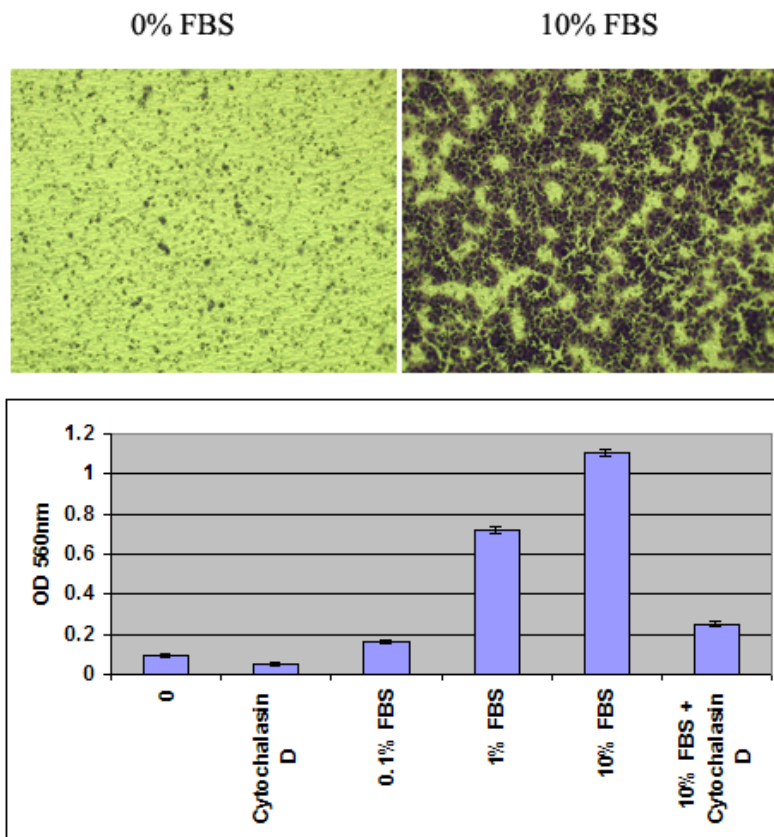 0% FBS 10% FBS
1.2
1
0.8
0.6
0.4
0.2
0
OD 560nm
0
Cytochalasin
D
0.1% FBS
1% FBS
10% FBS
10% FBS +
Cytochalasin
D